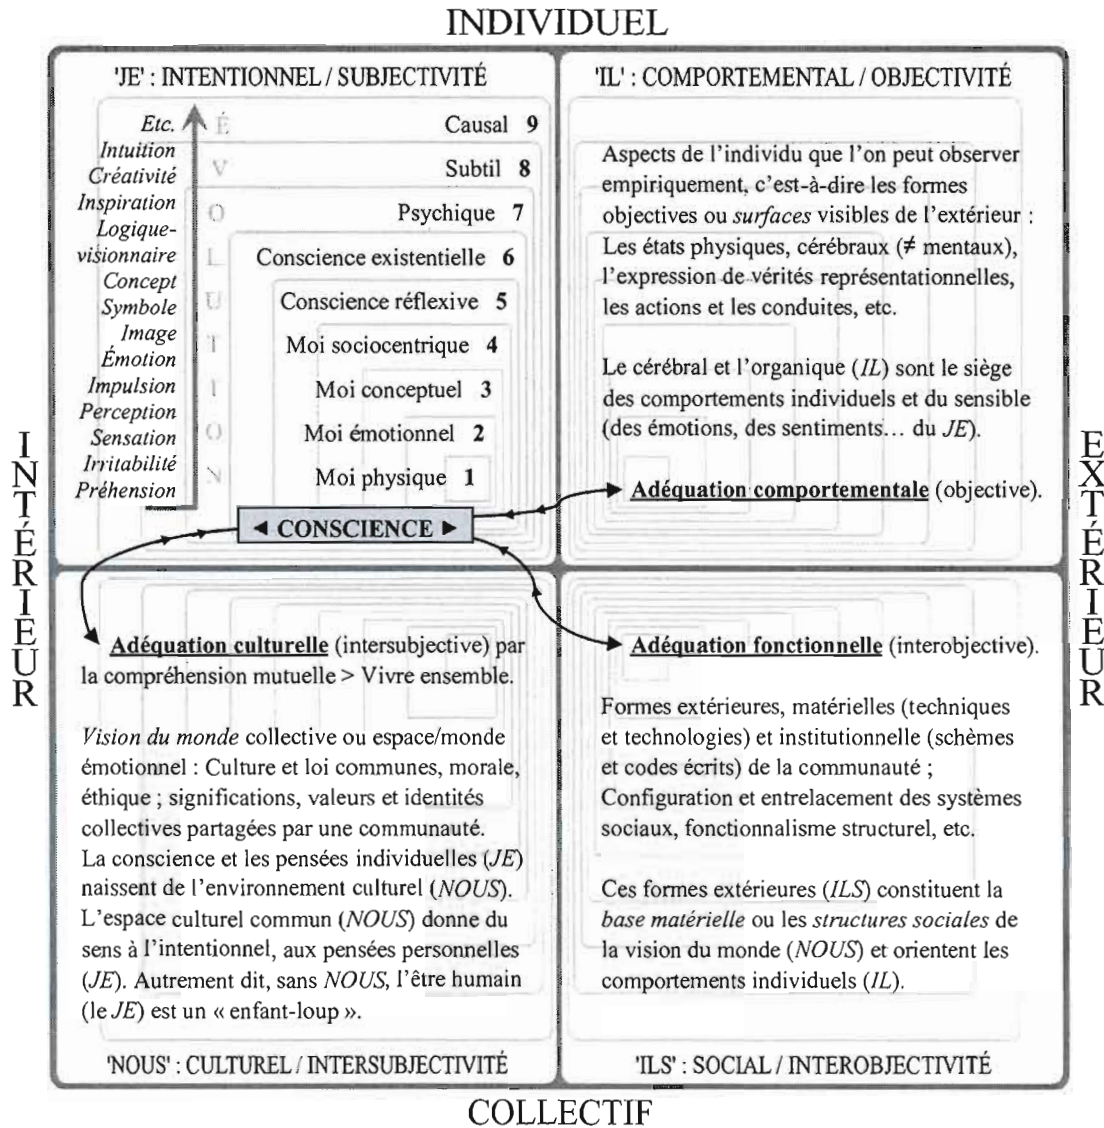 INDIVIDUEL
'JE' : INTENTIONNEL / SUBJECTIVITÉ
Etc.
Intuition
Créativité
Inspiration
Logique-
visionnaire
Concept
Symbole
Image
Émotion
Impulsion
Perception
Sensation
Irritabilité
Préhension
ÉVOLUTION
Causal 9
Subtil 8
Psychique 7
Conscience existentielle 6
Conscience réflexive 5
Moi sociocentrique 4
Moi conceptuel 3
Moi émotionnel 2
Moi physique 1
◄ CONSCIENCE ►
'IL' : COMPORTEMENTAL / OBJECTIVITÉ
Aspects de l'individu que l'on peut observer
empiriquement, c'est-à-dire les formes
objectives ou surfaces visibles de l'extérieur :
Les états physiques, cérébraux (≠ mentaux),
l'expression de vérités représentationnelles,
les actions et les conduites, etc.
Le cérébral et l'organique (IL) sont le siège
des comportements individuels et du sensible
(des émotions, des sentiments… du JE).
Adéquation comportementale (objective).
INTÉRIEUR
EXTÉRIEUR
Adéquation culturelle (intersubjective) par
la compréhension mutuelle > Vivre ensemble.
Vision du monde collective ou espace/monde
émotionnel : Culture et loi communes, morale,
éthique ; significations, valeurs et identités
collectives partagées par une communauté.
La conscience et les pensées individuelles (JE)
naissent de l'environnement culturel (NOUS).
L'espace culturel commun (NOUS) donne du
sens à l'intentionnel, aux pensées personnelles
(JE). Autrement dit, sans NOUS, l'être humain
(le JE) est un « enfant-loup ».
'NOUS' : CULTUREL / INTERSUBJECTIVITÉ
Adéquation fonctionnelle (interobjective).
Formes extérieures, matérielles (techniques
et technologies) et institutionnelle (schèmes
et codes écrits) de la communauté ;
Configuration et entrelacement des systèmes
sociaux, fonctionnalisme structurel, etc.
Ces formes extérieures (ILS) constituent la
base matérielle ou les structures sociales de
la vision du monde (NOUS) et orientent les
comportements individuels (IL).
'ILS' : SOCIAL / INTEROBJECTIVITÉ
COLLECTIF